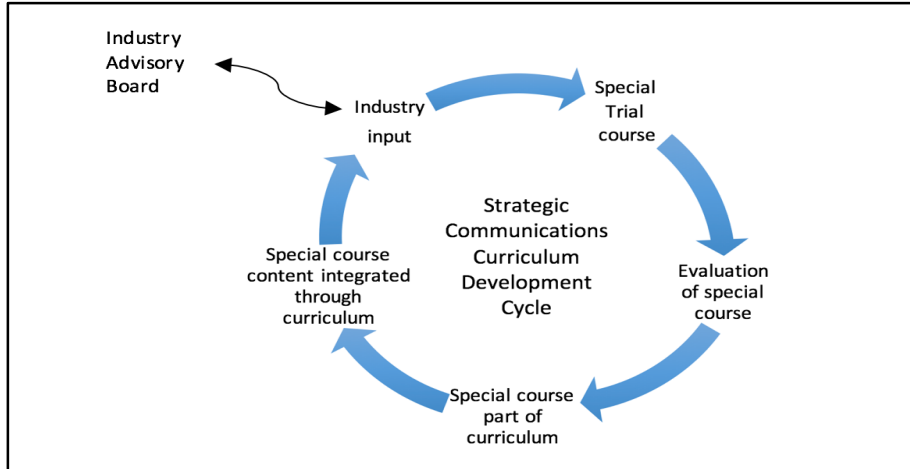 Industry
Advisory
Board
Industry
input
Special
Trial
course
Strategic
Communications
Curriculum
Development
Cycle
Evaluation
of special
course
Special course
part of
curriculum
Special course
content integrated
through
curriculum